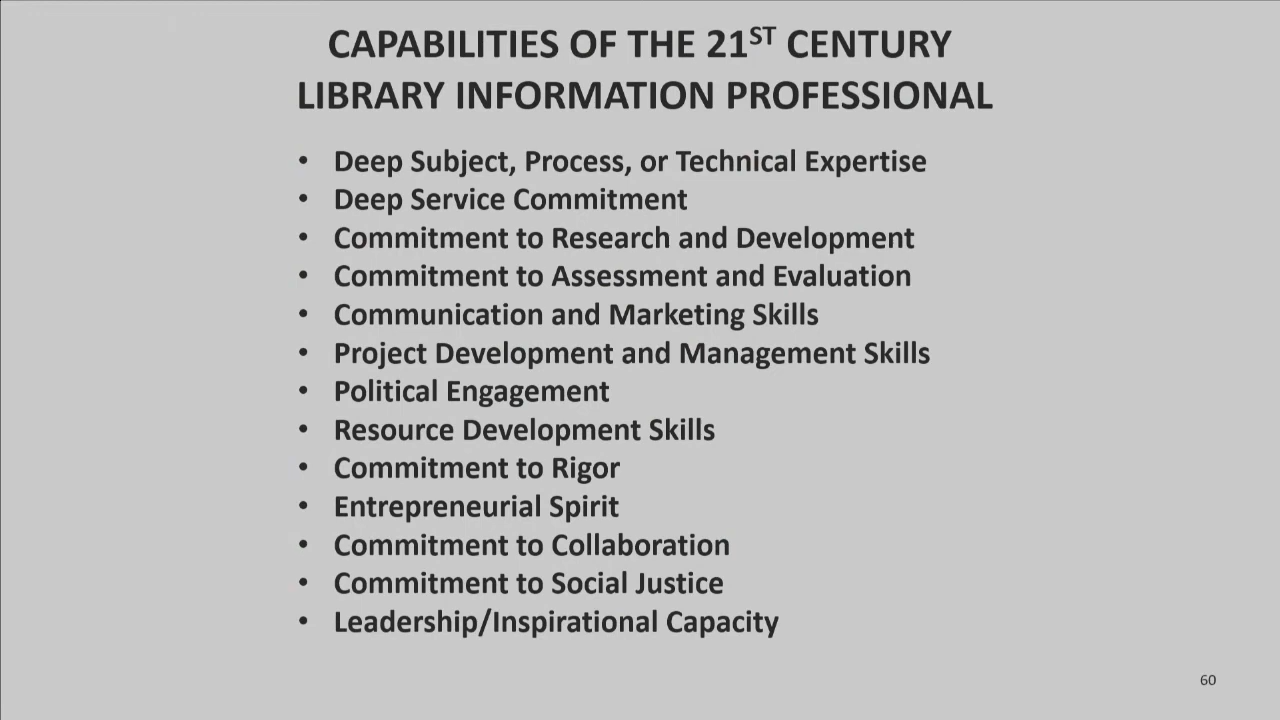 CAPABILITIES OF THE 21ST CENTURY
LIBRARY INFORMATION PROFESSIONAL
• Deep Subject, Process, or Technical Expertise
• Deep Service Commitment
• Commitment to Research and Development
• Commitment to Assessment and Evaluation
• Communication and Marketing Skills
• Project Development and Management Skills
• Political Engagement
• Resource Development Skills
• Commitment to Rigor
• Entrepreneurial Spirit
• Commitment to Collaboration
• Commitment to Social Justice
• Leadership/Inspirational Capacity
60